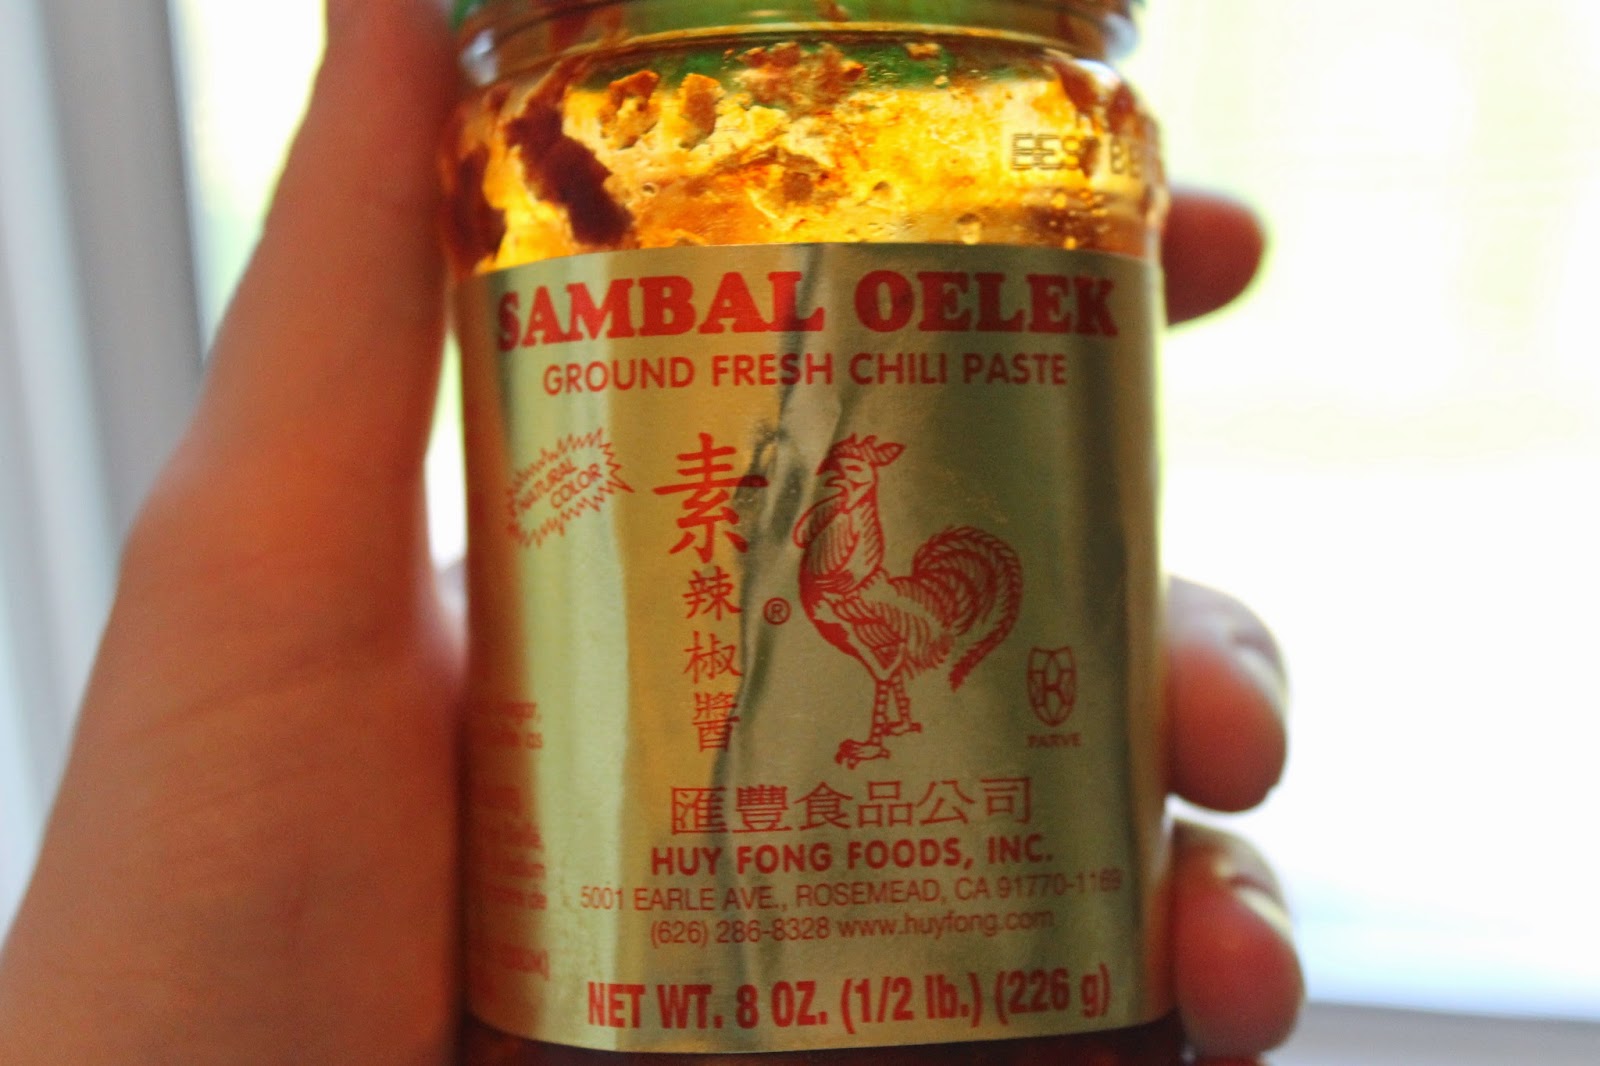 BEST
SAMBAL OELEK
GROUND FRESH CHILI PASTE
NATURAL
COLOR
素
辣
椒
醬
®
K
PARVE
匯豐食品公司
HUY FONG FOODS, INC.
5001 EARLE AVE., ROSEMEAD, CA 91770-1169
(626) 286-8328 www.huyfong.com
NET WT. 8 OZ. (1/2 lb.) (226 g)